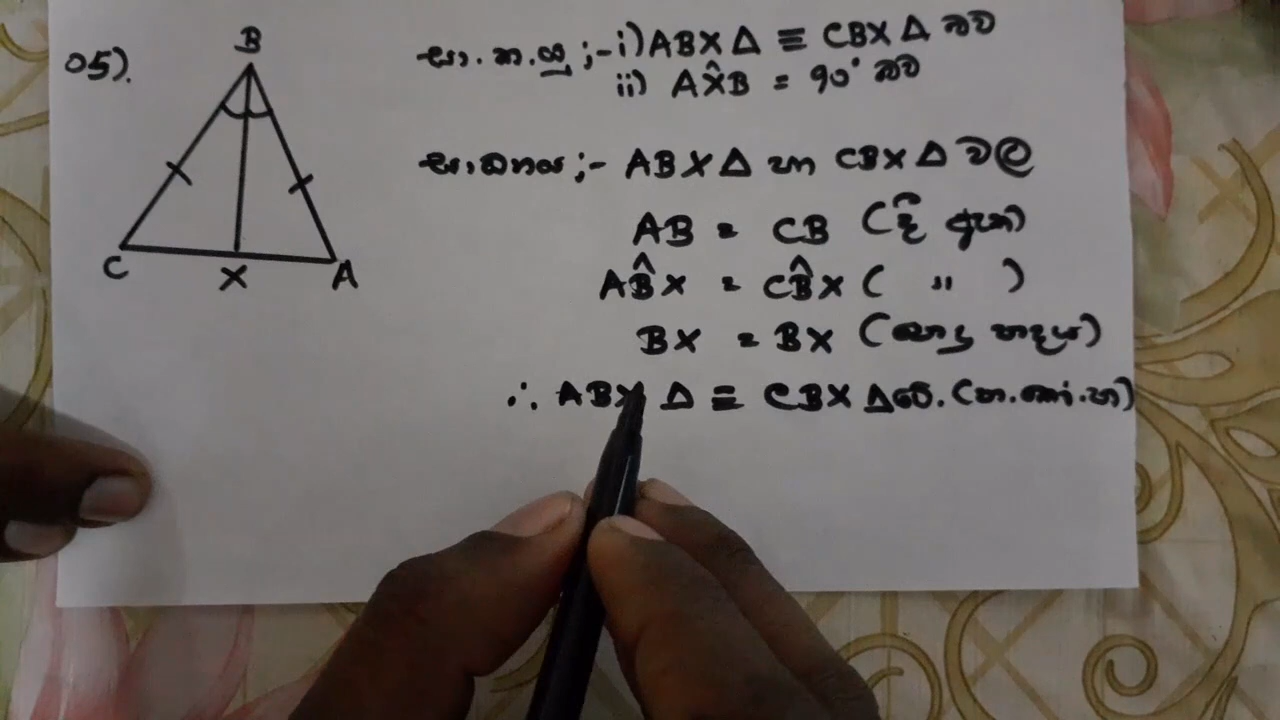 05).
B
C
X
A
සා.ක.යු ;- i) ABX Δ ≡ CBX Δ බව
ii) AX̂B = 90° බව
සාධනය ;- ABX Δ හා CBX Δ වල
AB = CB (දී ඇත)
AB̂X = CB̂X ( " )
BX = BX (පොදු පාදය)
∴ ABX Δ ≡ CBX Δ වේ. (පා.කෝ.පා)